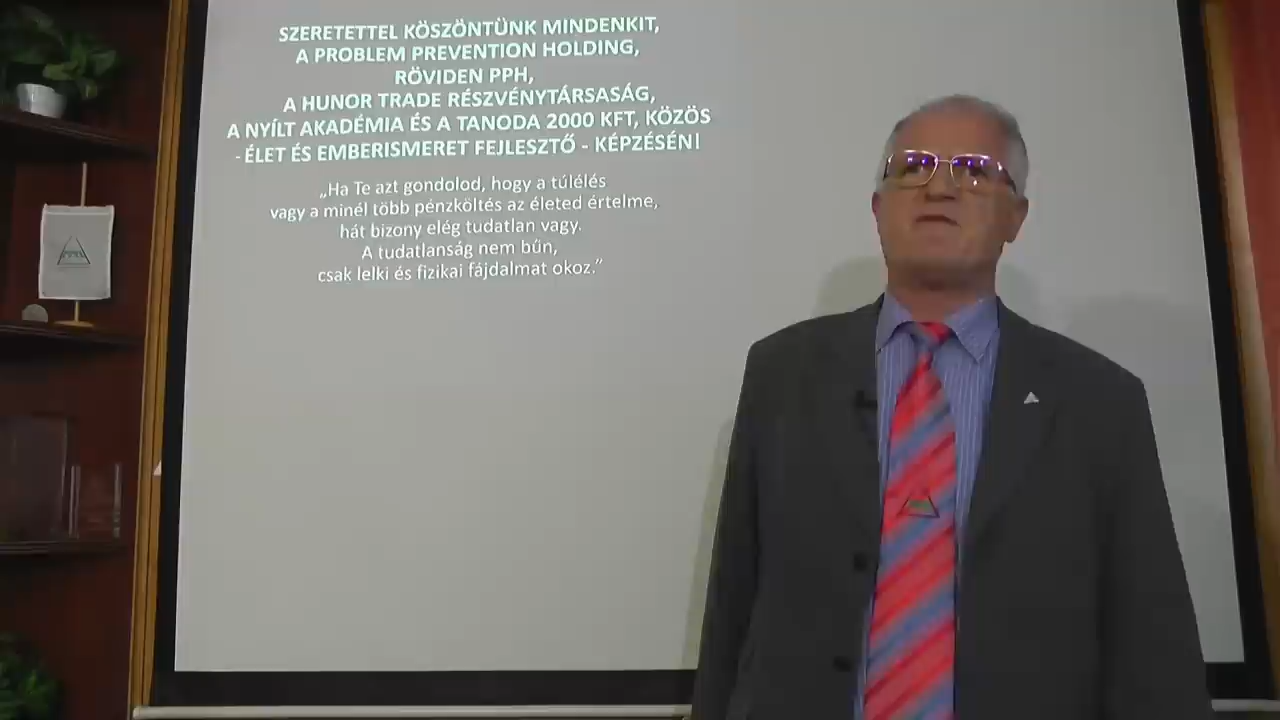 SZERETETTEL KÖSZÖNTÜNK MINDENKIT,
A PROBLEM PREVENTION HOLDING,
RÖVIDEN PPH,
A HUNOR TRADE RÉSZVÉNYTÁRSASÁG,
A NYÍLT AKADÉMIA ÉS A TANODA 2000 KFT, KÖZÖS
- ÉLET ÉS EMBERISMERET FEJLESZTŐ - KÉPZÉSÉN!
„Ha Te azt gondolod, hogy a túlélés
vagy a minél több pénzköltés az életed értelme,
hát bizony elég tudatlan vagy.
A tudatlanság nem bűn,
csak lelki és fizikai fájdalmat okoz.”